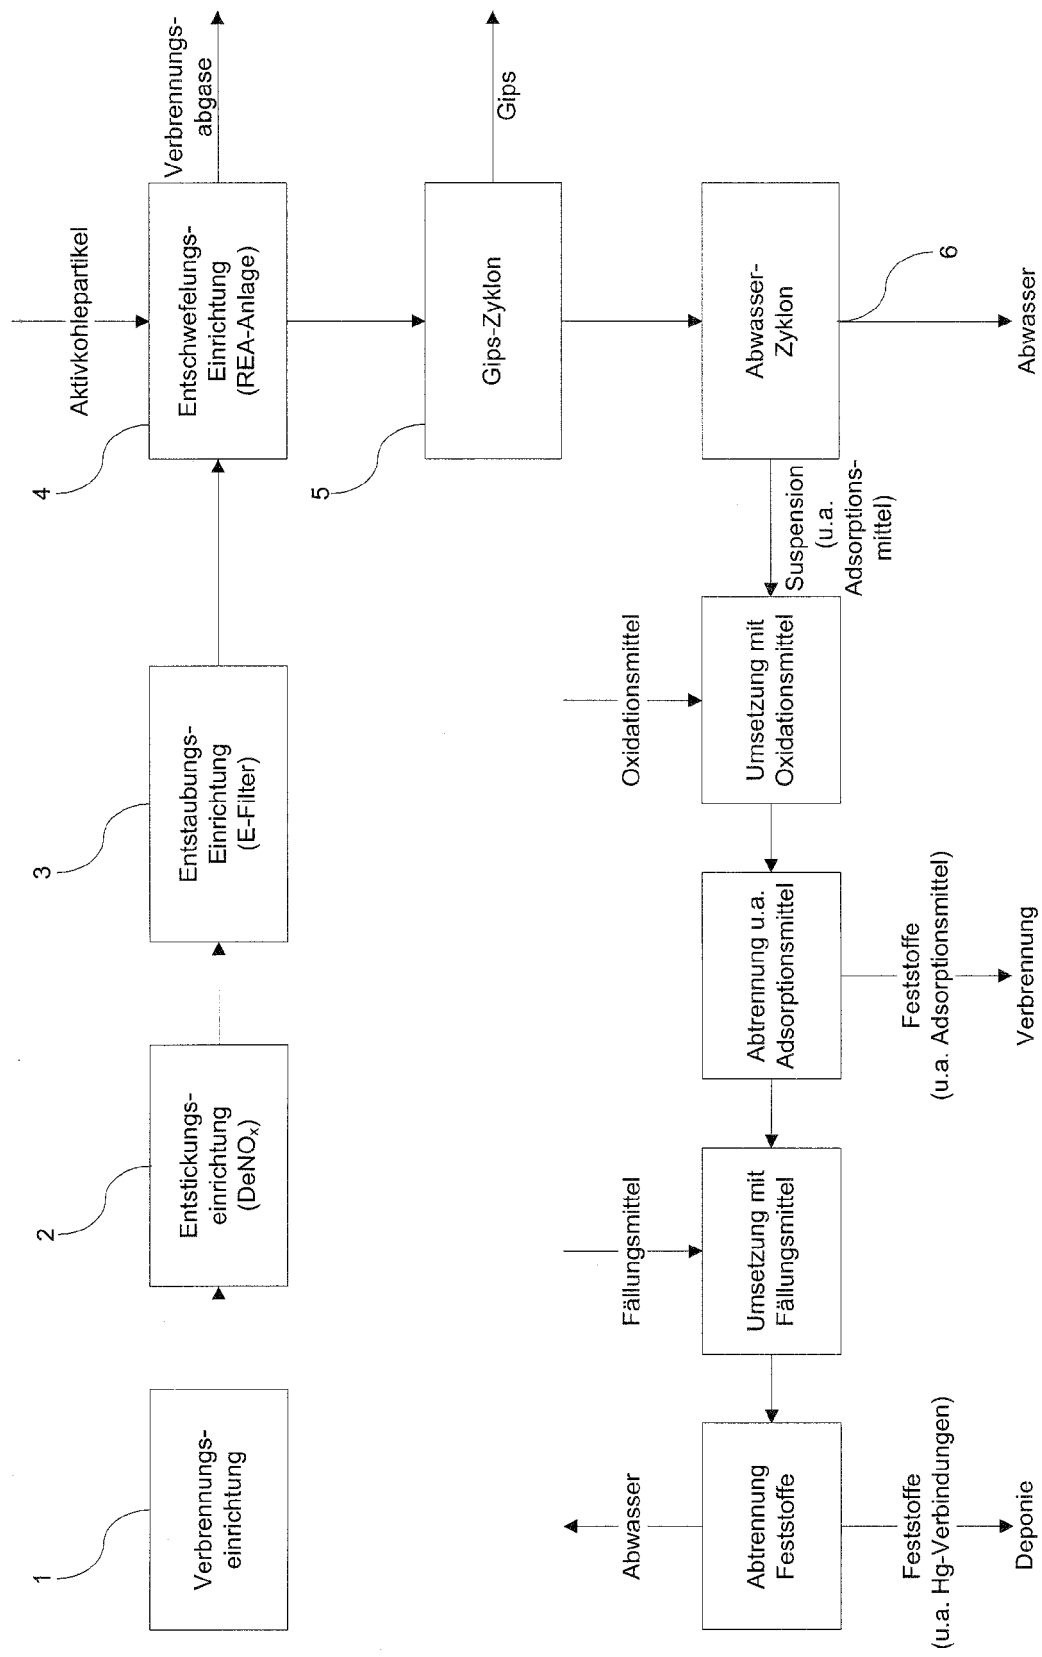 1
Verbrennungs-
einrichtung
2
Entstickungs-
einrichtung
(DeNOx)
3
Entstaubungs-
Einrichtung
(E-Filter)
4
Aktivkohlepartikel
Entschwefelungs-
Einrichtung
(REA-Anlage)
Verbrennungs-
abgase
5
Gips-Zyklon
Gips
Abwasser-
Zyklon
6
Abwasser
Suspension
(u.a.
Adsorptions-
mittel)
Oxidationsmittel
Umsetzung mit
Oxidationsmittel
Abtrennung u.a.
Adsorptionsmittel
Feststoffe
(u.a. Adsorptionsmittel)
Verbrennung
Fällungsmittel
Umsetzung mit
Fällungsmittel
Abwasser
Abtrennung
Feststoffe
Feststoffe
(u.a. Hg-Verbindungen)
Deponie